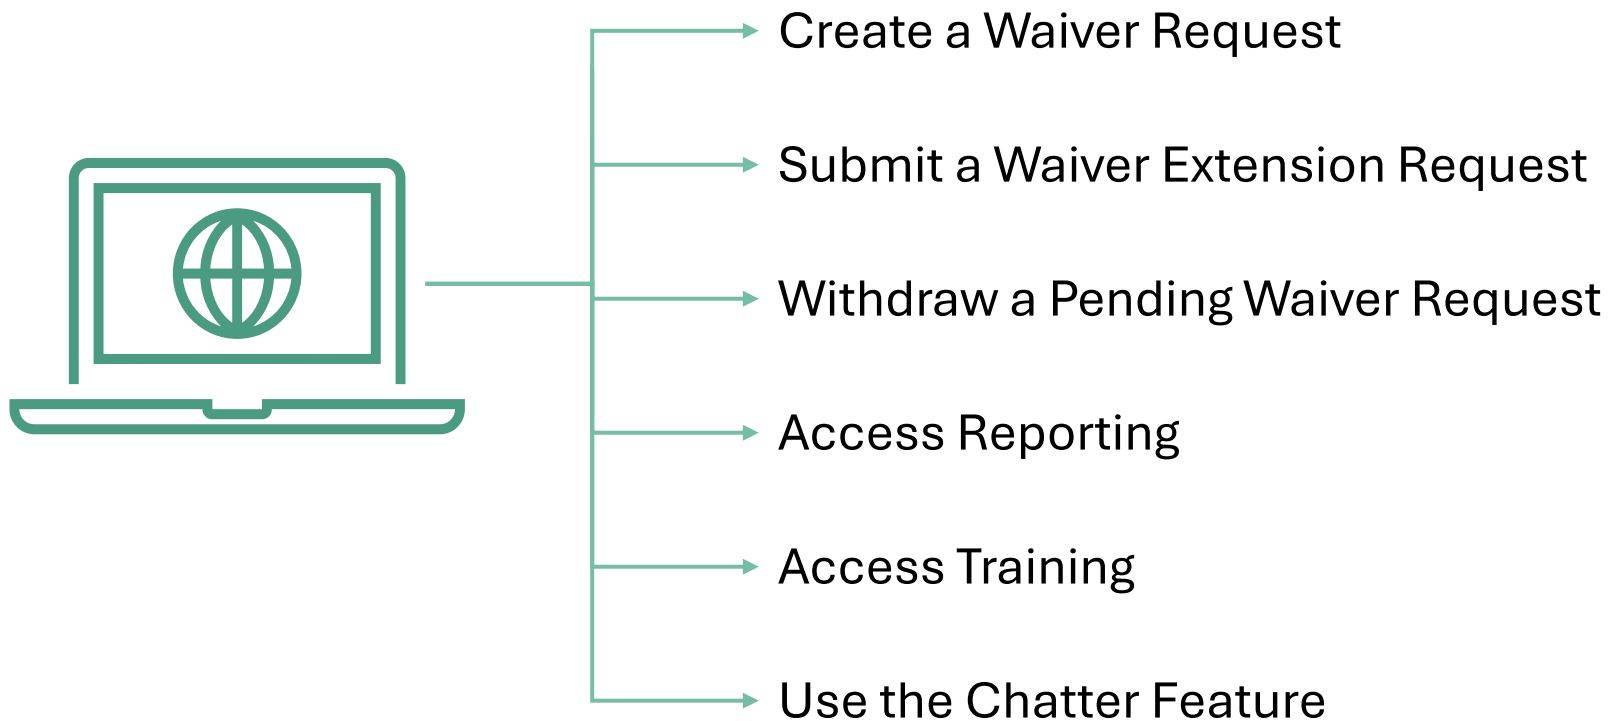 Create a Waiver Request
Submit a Waiver Extension Request
Withdraw a Pending Waiver Request
Access Reporting
Access Training
Use the Chatter Feature